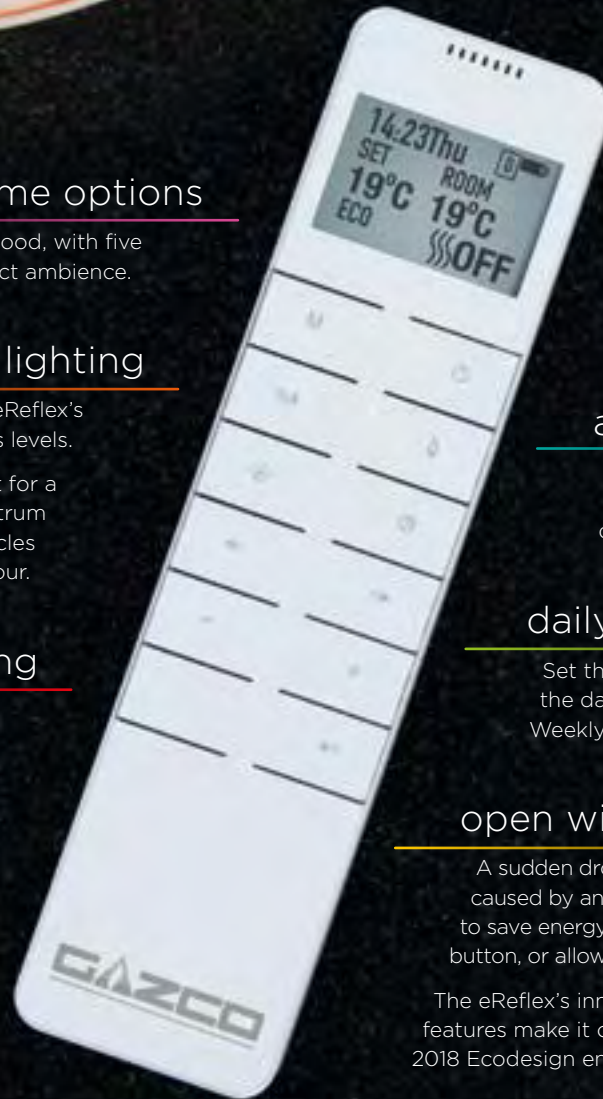 14:23Thu
SET ROOM
19°C 19°C
ECO OFF
M
GAZCO
me options
ood, with five
ct ambience.
lighting
eReflex's
s levels.
t for a
trum
cles
our.
ng
a
c
daily
Set th
the da
Weekly
open wi
A sudden dro
caused by an
to save energy
button, or allow
The eReflex's inn
features make it c
2018 Ecodesign en